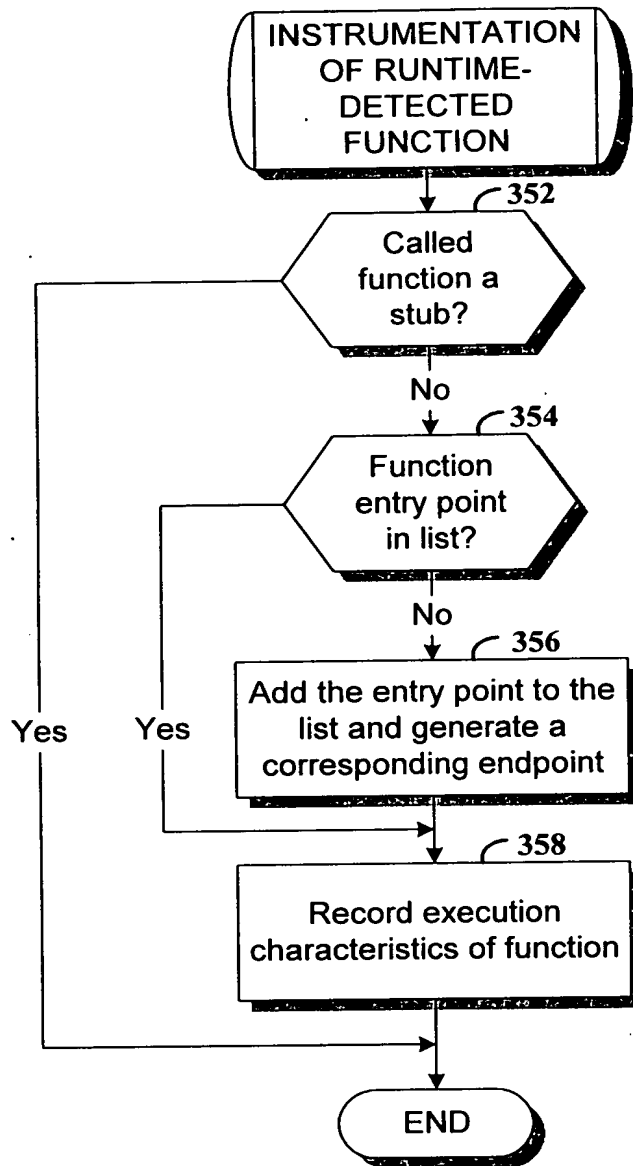 INSTRUMENTATION
OF RUNTIME-
DETECTED
FUNCTION
352
Called
function a
stub?
No
354
Function
entry point
in list?
No
356
Add the entry point to the
list and generate a
corresponding endpoint
Yes
Yes
358
Record execution
characteristics of function
END